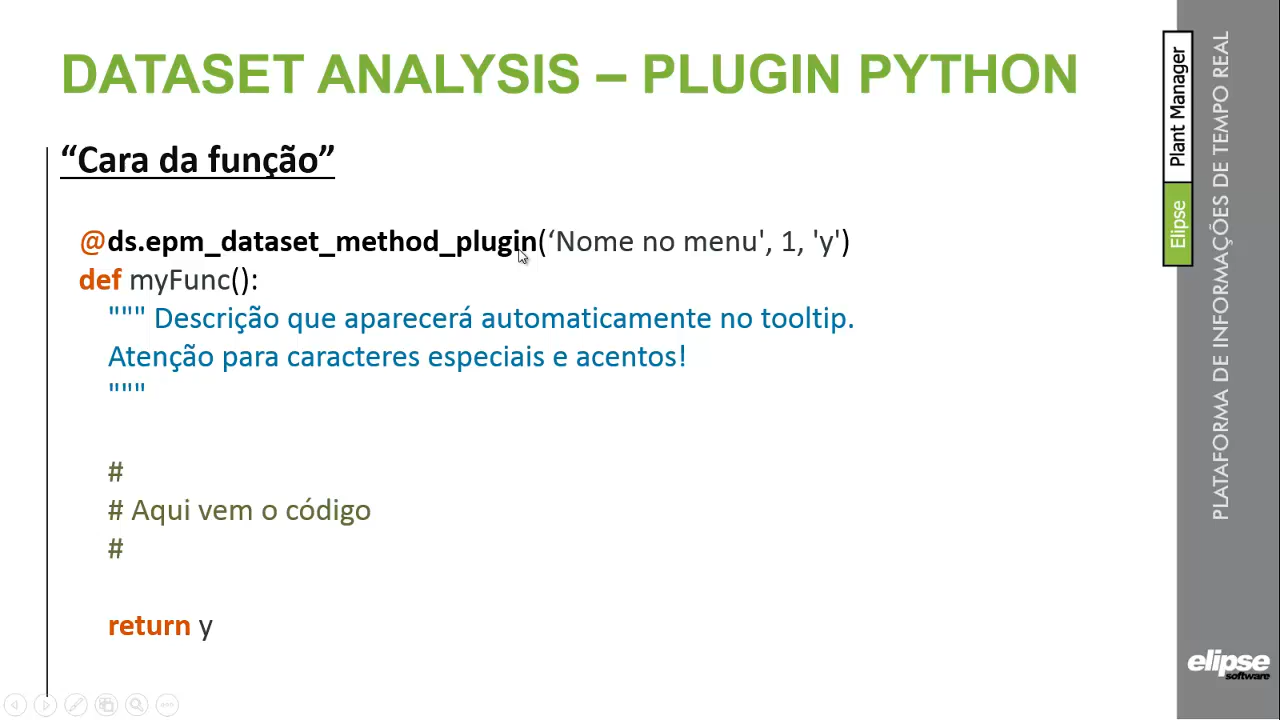 DATASET ANALYSIS – PLUGIN PYTHON
“Cara da função”
@ds.epm_dataset_method_plugin(‘Nome no menu', 1, 'y')
def myFunc():
""" Descrição que aparecerá automaticamente no tooltip.
Atenção para caracteres especiais e acentos!
"""
#
# Aqui vem o código
#
return y
Elipse Plant Manager
PLATAFORMA DE INFORMAÇÕES DE TEMPO REAL
elipse
software